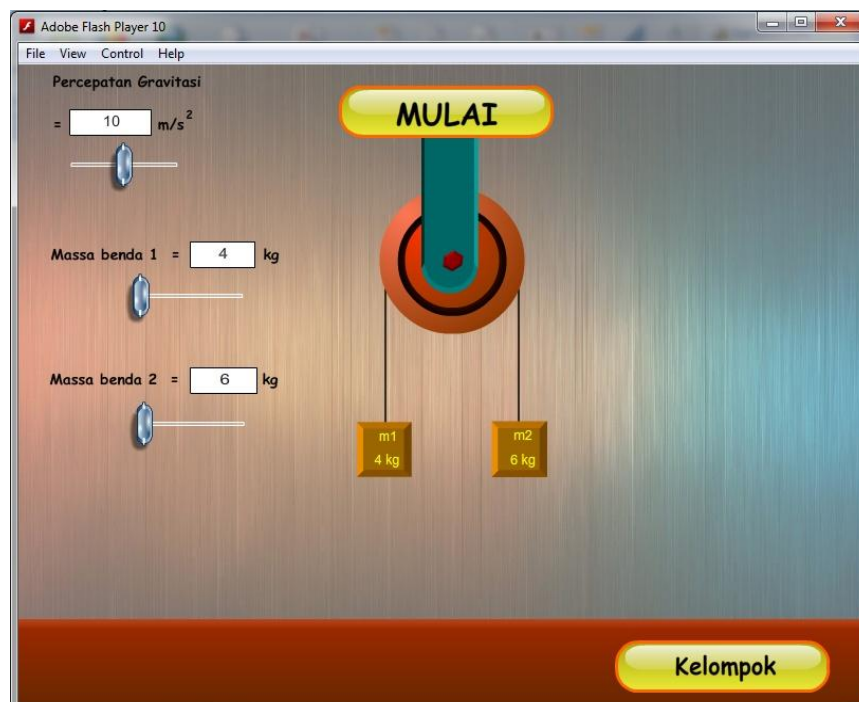 Adobe Flash Player 10
File View Control Help
Percepatan Gravitasi
= 10 m/s²
MULAI
Massa benda 1 = 4 kg
Massa benda 2 = 6 kg
m1
4 kg
m2
6 kg
Kelompok